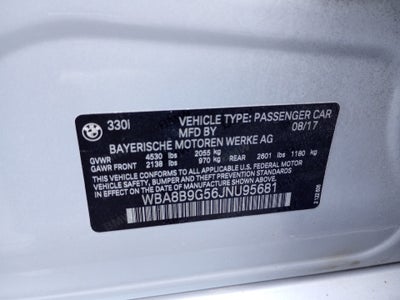 330i VEHICLE TYPE: PASSENGER CAR
MFD BY 08/17
BAYERISCHE MOTOREN WERKE AG
GVWR 4530 lbs 2055 kg
GAWR FRONT 2138 lbs 970 kg REAR 2601 lbs 1180 kg
THIS VEHICLE CONFORMS TO ALL APPLICABLE U.S. FEDERAL MOTOR
VEHICLE SAFETY, BUMPER, AND THEFT PREVENTION STANDARDS
IN EFFECT ON THE DATE OF MANUFACTURE SHOWN ABOVE.
WBA8B9G56JNU95681